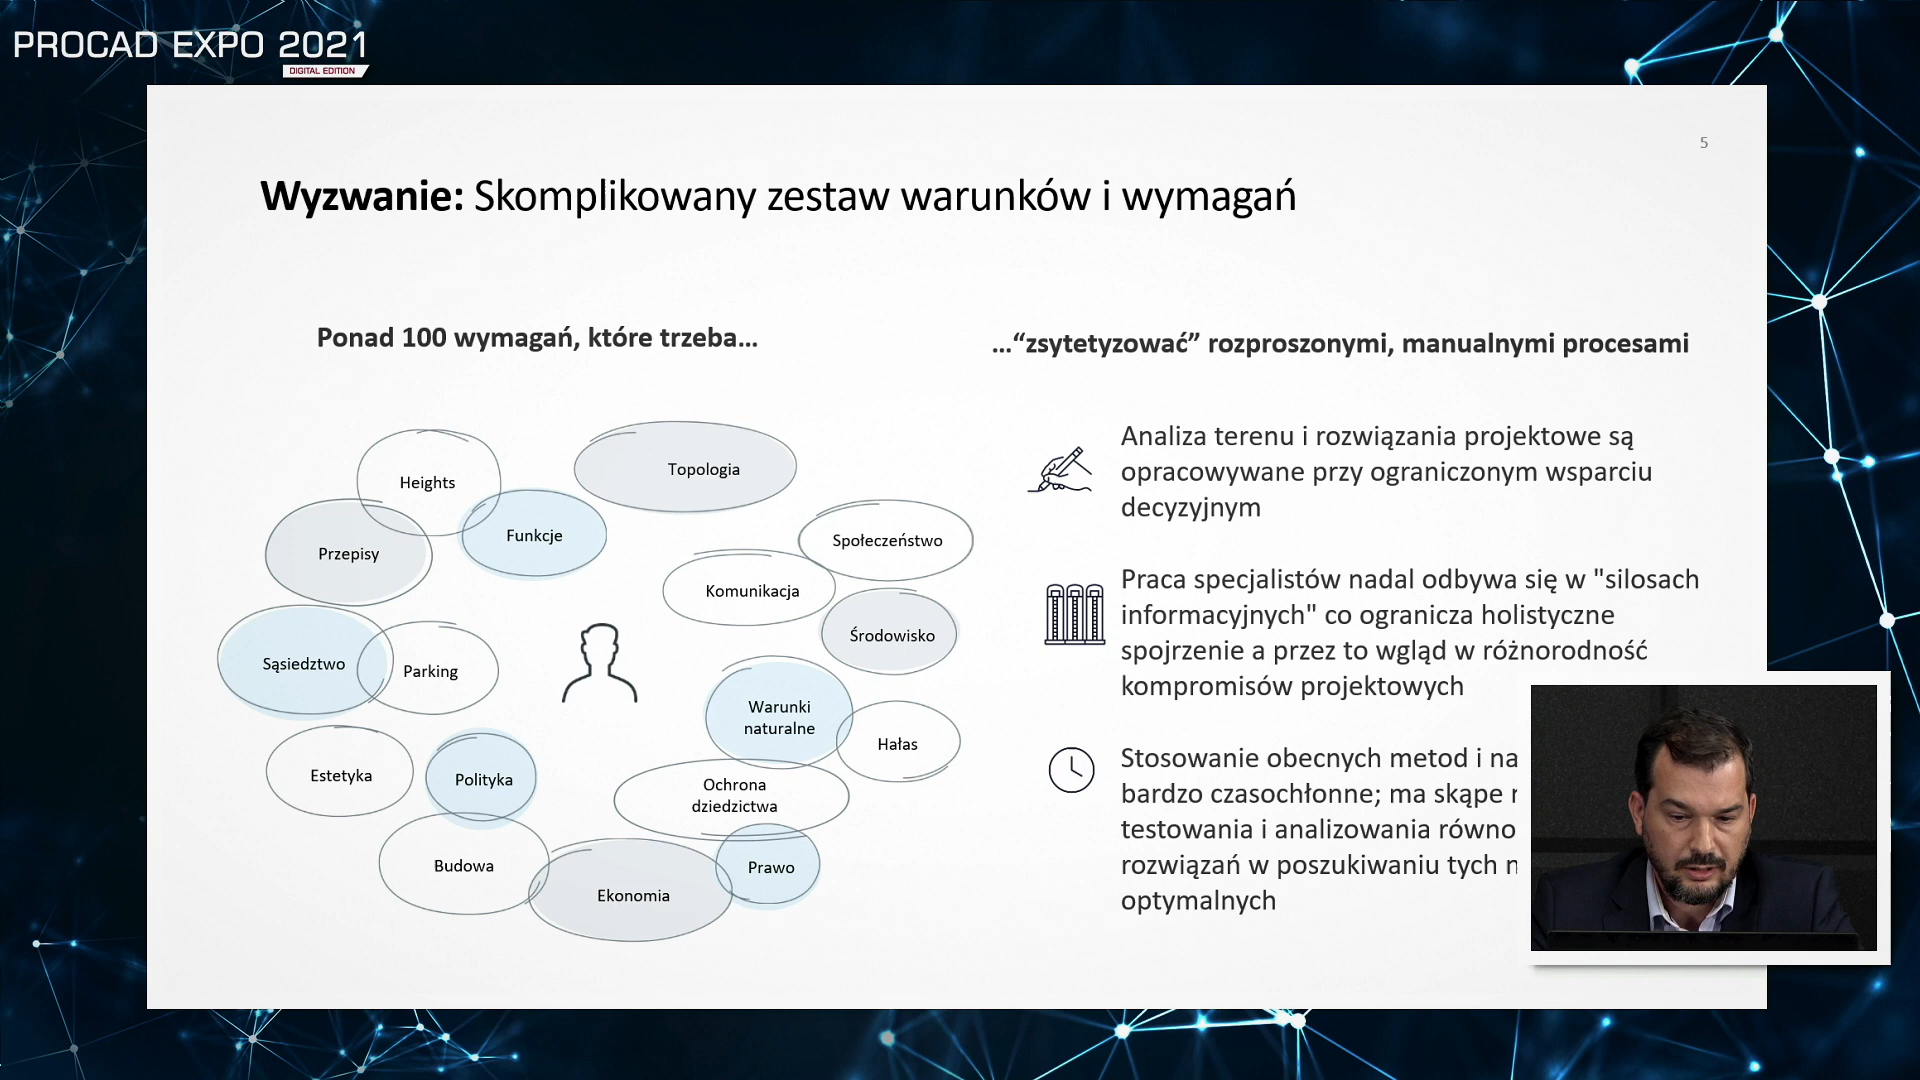 PROCAD EXPO 2021
DIGITAL EDITION
5
Wyzwanie: Skomplikowany zestaw warunków i wymagań
Ponad 100 wymagań, które trzeba...
Heights
Topologia
Funkcje
Przepisy
Społeczeństwo
Komunikacja
Środowisko
Sąsiedztwo
Parking
Warunki
naturalne
Hałas
Estetyka
Polityka
Ochrona
dziedzictwa
Budowa
Ekonomia
Prawo
...“zsytetyzować” rozproszonymi, manualnymi procesami
Analiza terenu i rozwiązania projektowe są
opracowywane przy ograniczonym wsparciu
decyzyjnym
Praca specjalistów nadal odbywa się w "silosach
informacyjnych" co ogranicza holistyczne
spojrzenie a przez to wgląd w różnorodność
kompromisów projektowych
Stosowanie obecnych metod i na
bardzo czasochłonne; ma skąpe
testowania i analizowania równo
rozwiązań w poszukiwaniu tych
optymalnych